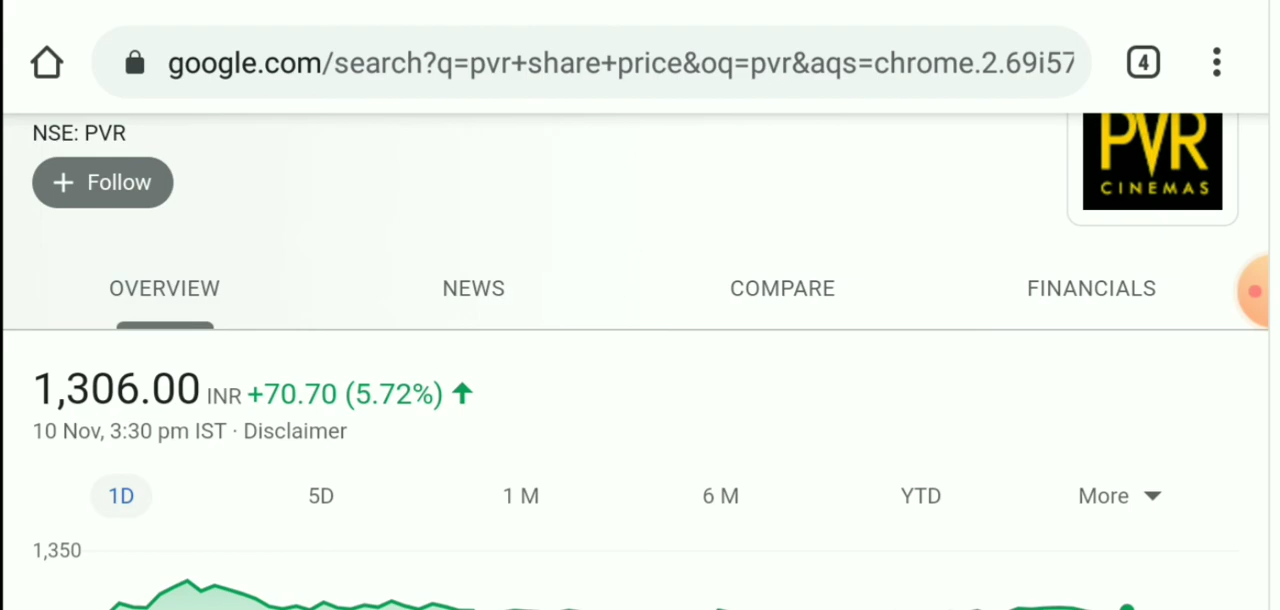 google.com/search?q=pvr+share+price&oq=pvr&aqs=chrome.2.69i57
4
NSE: PVR
+ Follow
PVR
CINEMAS
OVERVIEW
NEWS
COMPARE
FINANCIALS
1,306.00 INR +70.70 (5.72%)
10 Nov, 3:30 pm IST · Disclaimer
1D
5D
1 M
6 M
YTD
More
1,350